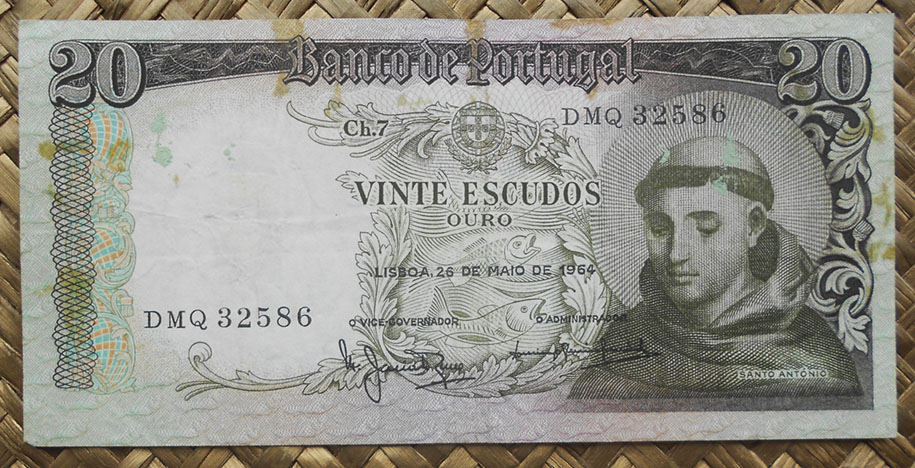 20 Banco de Portugal 20
Ch.7
DMQ 32586
VINTE ESCUDOS
OURO
LISBOA, 26 DE MAIO DE 1964
DMQ 32586
O VICE-GOVERNADOR
O ADMINISTRADOR
SANTO ANTÓNIO